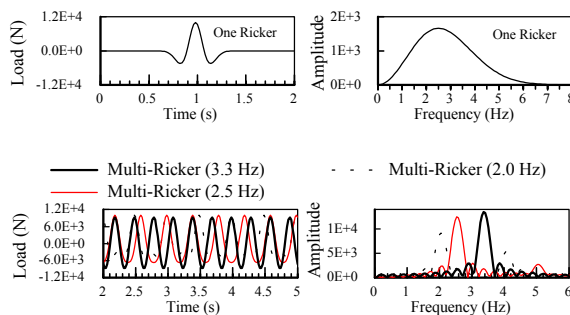 1.2E+4
0.0E+0
-1.2E+4
Load (N)
One Ricker
0 0.5 1 1.5 2
Time (s)
2E+3
1E+3
0E+0
Amplitude
One Ricker
0 1 2 3 4 5 6 7 8
Frequency (Hz)
Multi-Ricker (3.3 Hz)
Multi-Ricker (2.0 Hz)
Multi-Ricker (2.5 Hz)
1.2E+4
6.0E+3
0.0E+0
-6.0E+3
-1.2E+4
Load (N)
2 2.5 3 3.5 4 4.5 5
Time (s)
1E+4
5E+3
0E+0
Amplitude
0 1 2 3 4 5 6
Frequency (Hz)